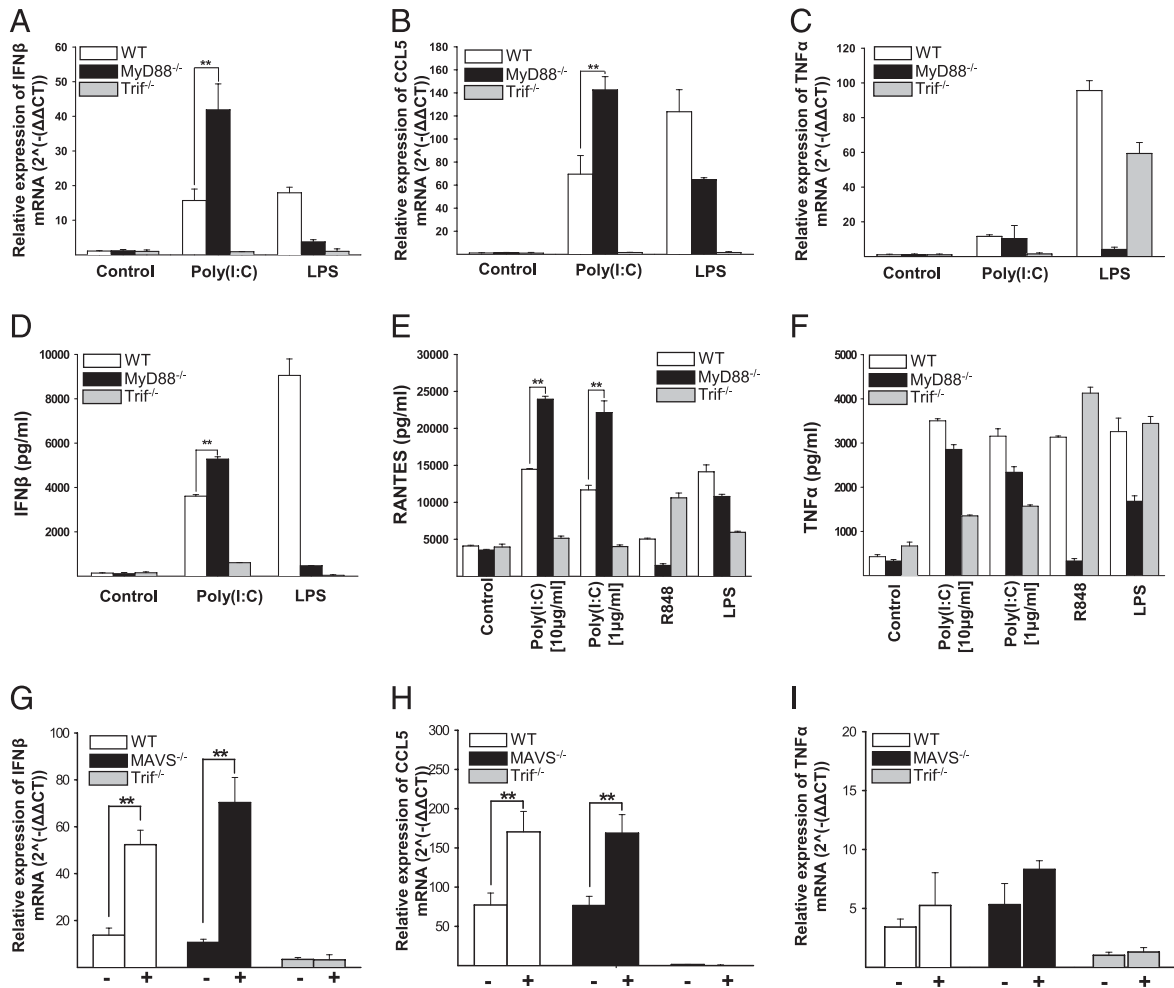 A
Relative expression of IFNβ
mRNA (2^(-(ΔΔCT))
60
50
40
30
20
10
WT
MyD88-/-
Trif-/-
**
Control
Poly(I:C)
LPS
B
Relative expression of CCL5
mRNA (2^(-(ΔΔCT))
180
160
140
120
100
80
60
40
20
WT
MyD88-/-
Trif-/-
**
Control
Poly(I:C)
LPS
C
Relative expression of TNFα
mRNA (2^(-(ΔΔCT))
120
100
80
60
40
20
WT
MyD88-/-
Trif-/-
Control
Poly(I:C)
LPS
D
IFNβ (pg/ml)
10000
8000
6000
4000
2000
WT
MyD88-/-
Trif-/-
**
Control
Poly(I:C)
LPS
E
RANTES (pg/ml)
30000
25000
20000
15000
10000
5000
WT
MyD88-/-
Trif-/-
**
**
Control
Poly(I:C)
[10µg/ml]
Poly(I:C)
[1µg/ml]
R848
LPS
F
TNFα (pg/ml)
5000
4000
3000
2000
1000
WT
MyD88-/-
Trif-/-
Control
Poly(I:C)
[10µg/ml]
Poly(I:C)
[1µg/ml]
R848
LPS
G
Relative expression of IFNβ
mRNA (2^(-(ΔΔCT))
100
80
60
40
20
WT
MAVS-/-
Trif-/-
**
**
- + - + - +
H
Relative expression of CCL5
mRNA (2^(-(ΔΔCT))
300
250
200
150
100
50
WT
MAVS-/-
Trif-/-
**
**
- + - + - +
I
Relative expression of TNFα
mRNA (2^(-(ΔΔCT))
20
15
10
5
WT
MAVS-/-
Trif-/-
- + - + - +